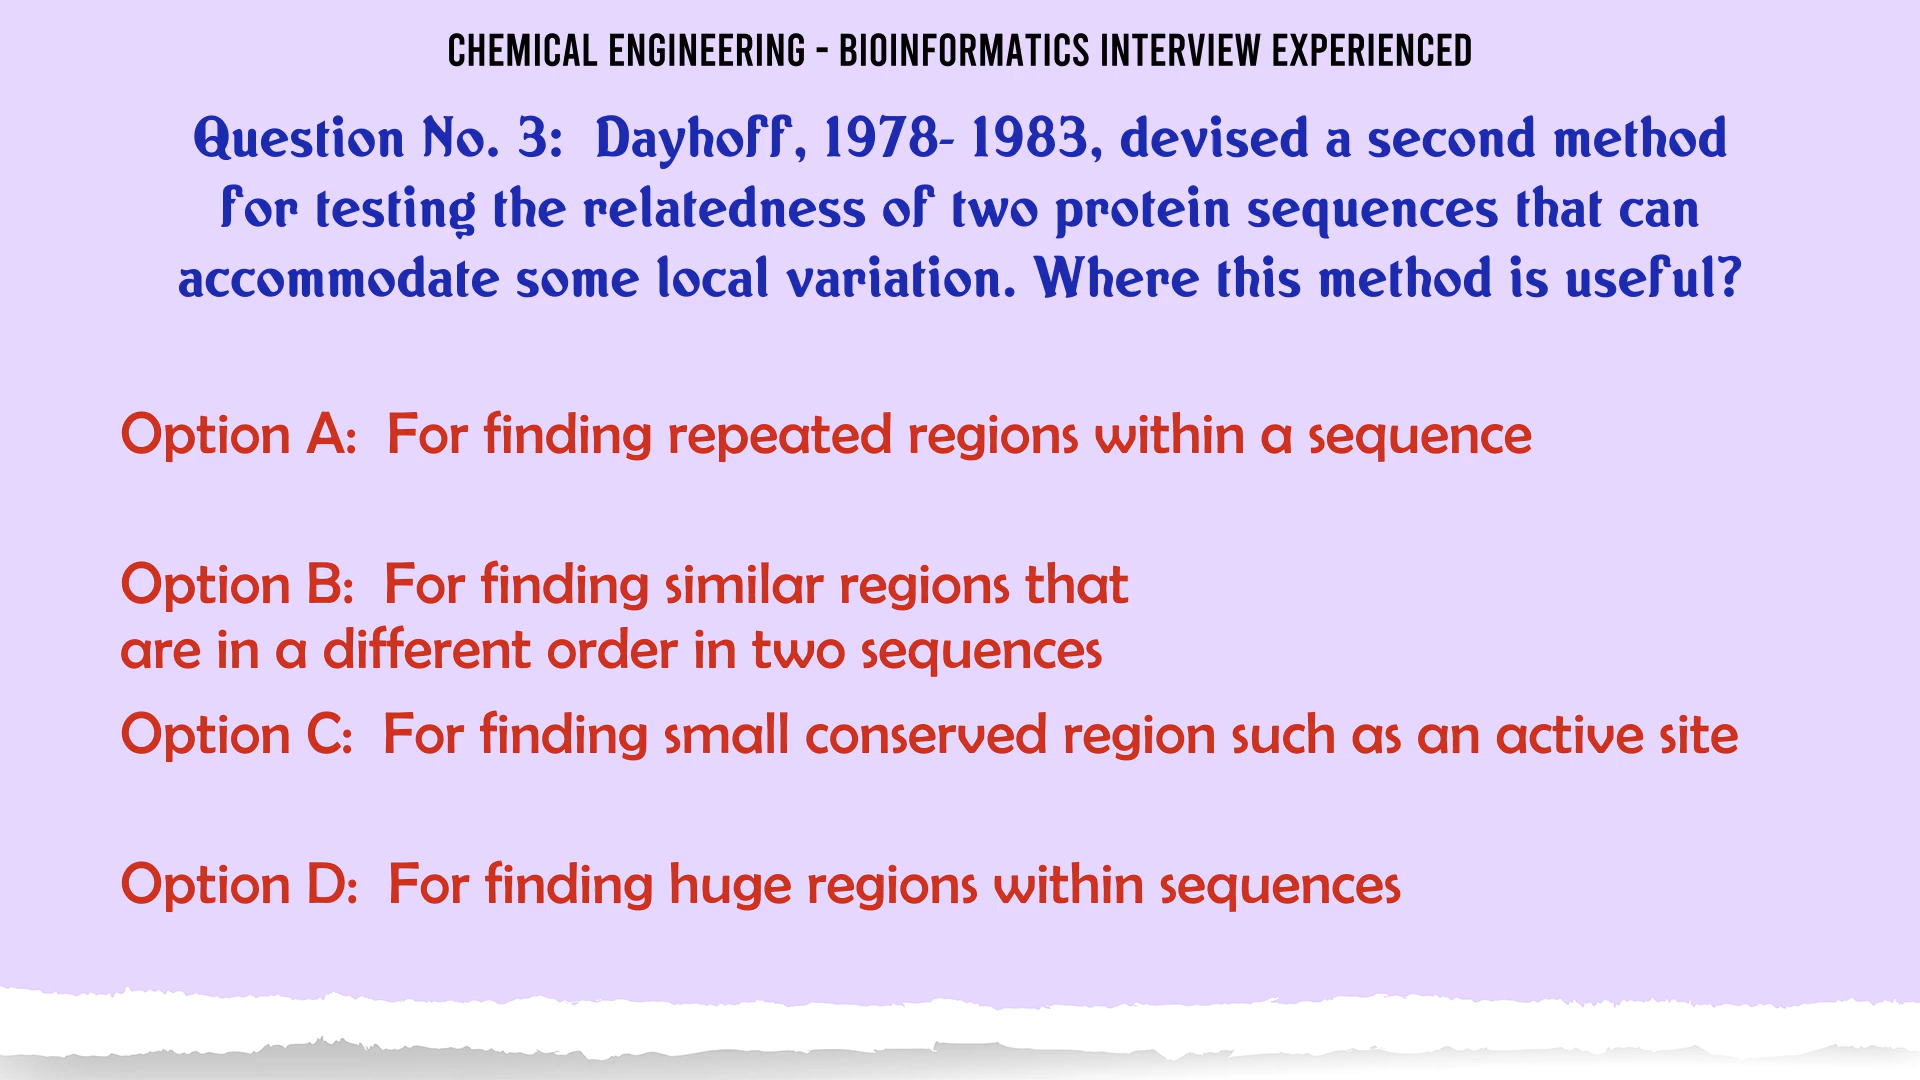 CHEMICAL ENGINEERING - BIOINFORMATICS INTERVIEW EXPERIENCED
Question No. 3: Dayhoff, 1978- 1983, devised a second method
for testing the relatedness of two protein sequences that can
accommodate some local variation. Where this method is useful?
Option A: For finding repeated regions within a sequence
Option B: For finding similar regions that
are in a different order in two sequences
Option C: For finding small conserved region such as an active site
Option D: For finding huge regions within sequences